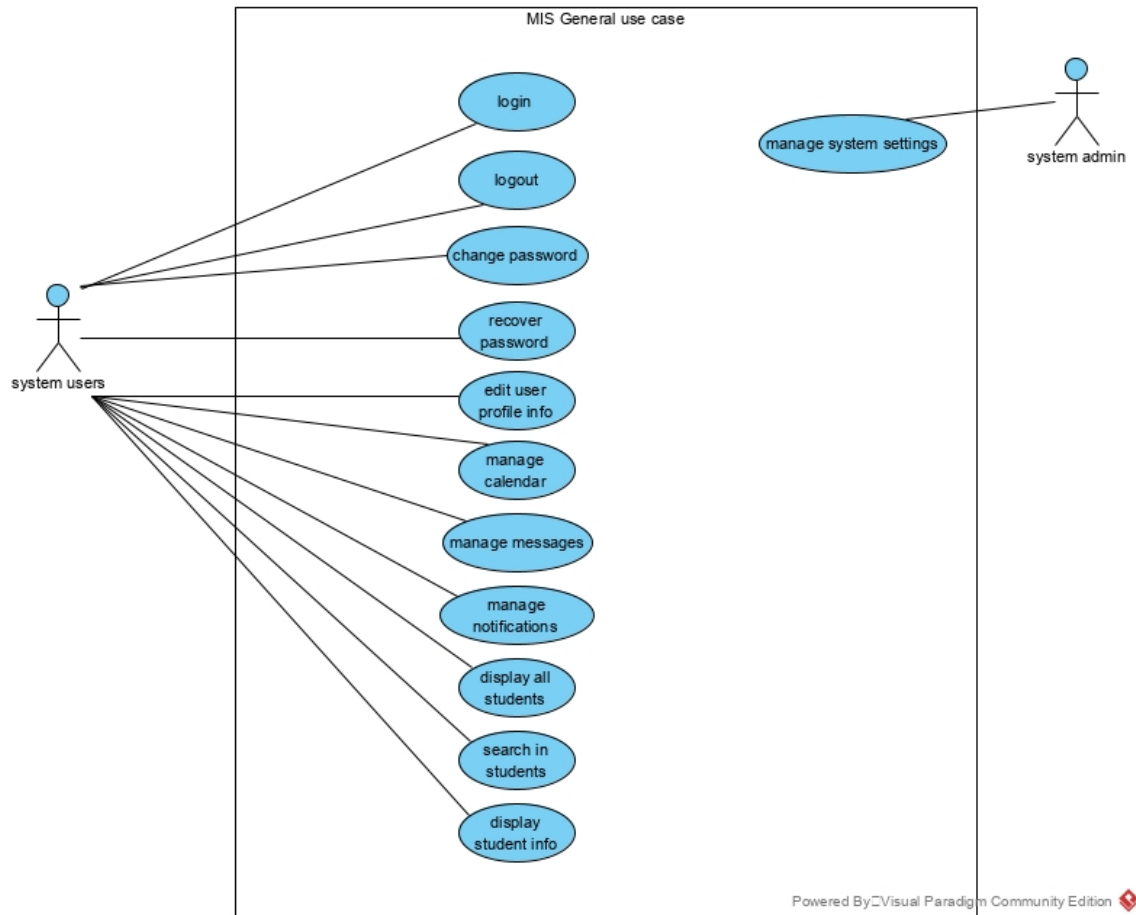 MIS General use case
login
manage system settings
system admin
logout
change password
recover
password
system users
edit user
profile info
manage
calendar
manage messages
manage
notifications
display all
students
search in
students
display
student info
Powered By□Visual Paradigm Community Edition